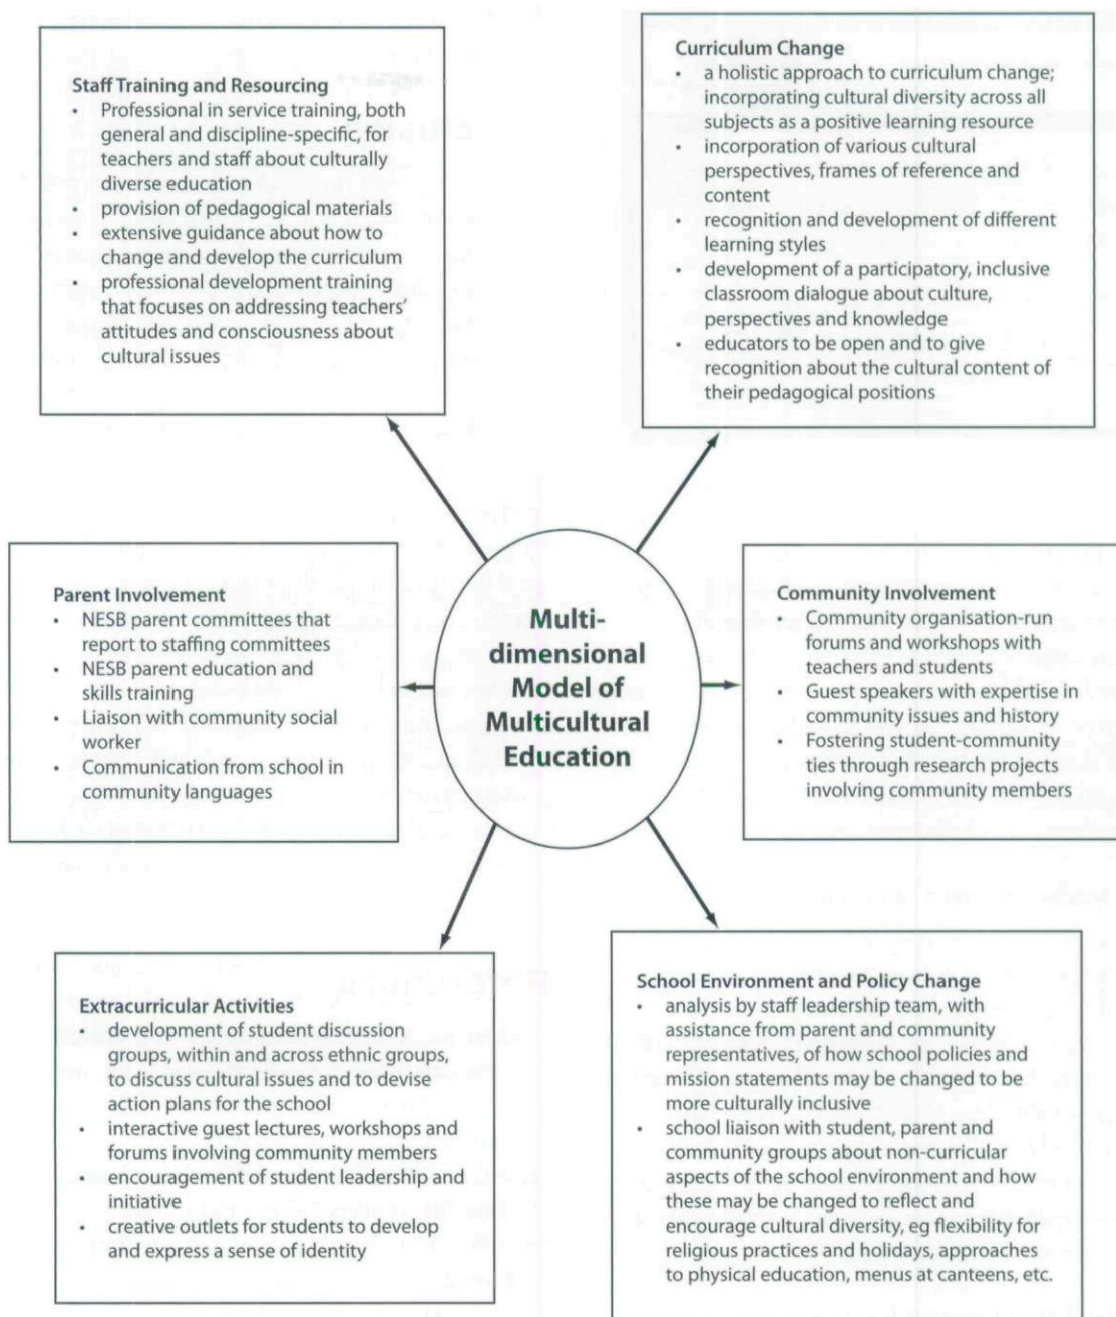 Staff Training and Resourcing
• Professional in service training, both
general and discipline-specific, for
teachers and staff about culturally
diverse education
• provision of pedagogical materials
• extensive guidance about how to
change and develop the curriculum
• professional development training
that focuses on addressing teachers'
attitudes and consciousness about
cultural issues
Curriculum Change
• a holistic approach to curriculum change;
incorporating cultural diversity across all
subjects as a positive learning resource
• incorporation of various cultural
perspectives, frames of reference and
content
• recognition and development of different
learning styles
• development of a participatory, inclusive
classroom dialogue about culture,
perspectives and knowledge
• educators to be open and to give
recognition about the cultural content of
their pedagogical positions
Parent Involvement
• NESB parent committees that
report to staffing committees
• NESB parent education and
skills training
• Liaison with community social
worker
• Communication from school in
community languages
Multi-
dimensional
Model of
Multicultural
Education
Community Involvement
• Community organisation-run
forums and workshops with
teachers and students
• Guest speakers with expertise in
community issues and history
• Fostering student-community
ties through research projects
involving community members
Extracurricular Activities
• development of student discussion
groups, within and across ethnic groups,
to discuss cultural issues and to devise
action plans for the school
• interactive guest lectures, workshops and
forums involving community members
• encouragement of student leadership and
initiative
• creative outlets for students to develop
and express a sense of identity
School Environment and Policy Change
• analysis by staff leadership team, with
assistance from parent and community
representatives, of how school policies and
mission statements may be changed to be
more culturally inclusive
• school liaison with student, parent and
community groups about non-curricular
aspects of the school environment and how
these may be changed to reflect and
encourage cultural diversity, eg flexibility for
religious practices and holidays, approaches
to physical education, menus at canteens, etc.